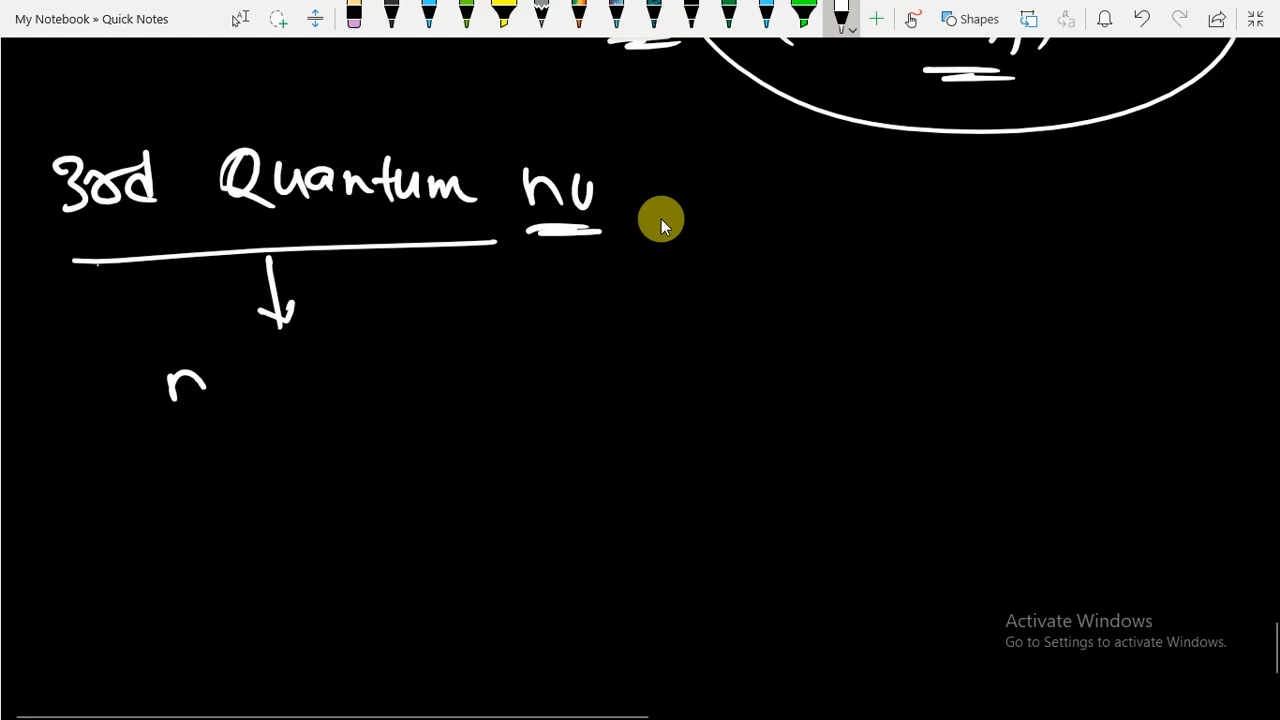 My Notebook » Quick Notes
Shapes
3rd Quantum nu
n
Activate Windows
Go to Settings to activate Windows.